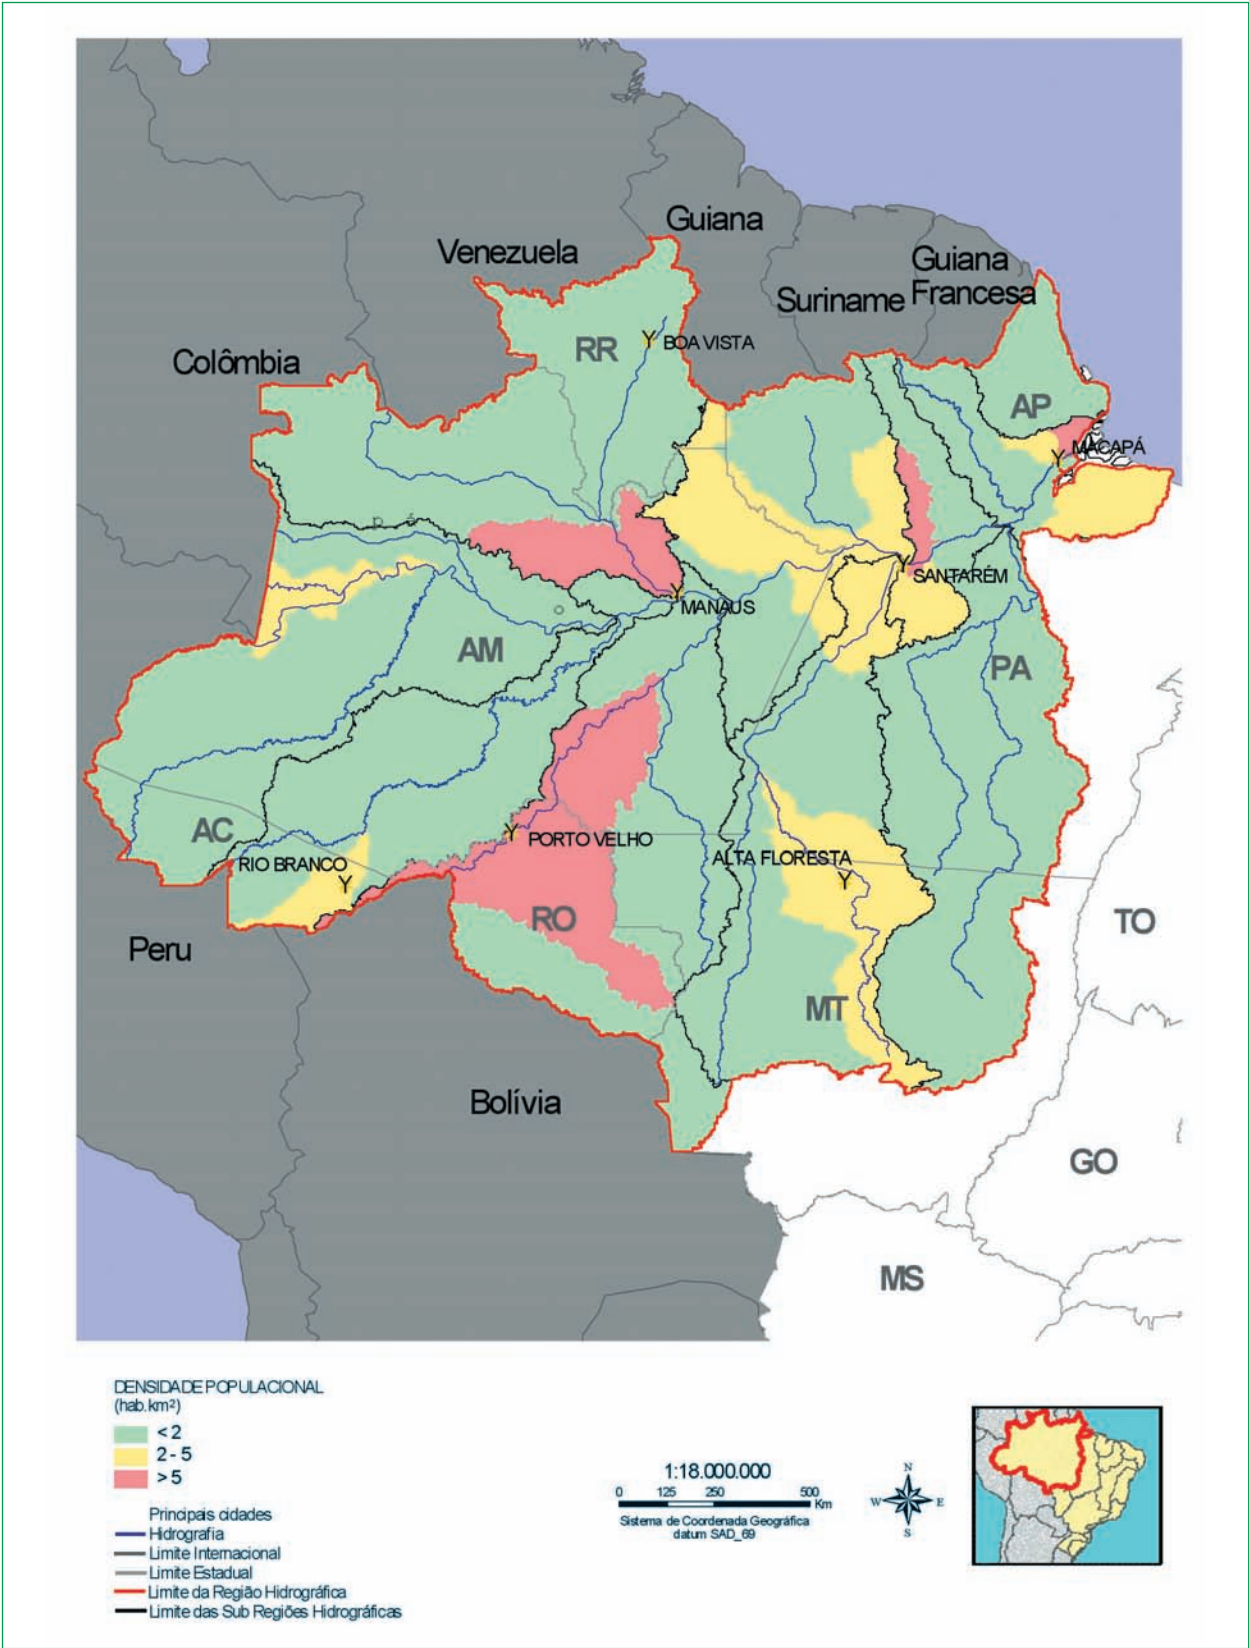 Guiana
Venezuela
Guiana
Francesa
Suriname
Colômbia
RR
Y BOA VISTA
AP
MACAPÁ
Y
Y
SANTARÉM
Y
MANAUS
AM
PA
AC
Y
PORTO VELHO
RIO BRANCO
Y
ALTA FLORESTA
Y
RO
TO
Peru
MT
Bolívia
GO
MS
DENSIDADE POPULACIONAL
(hab.km²)
< 2
2 - 5
> 5
Principais cidades
Hidrografia
Limite Internacional
Limite Estadual
Limite da Região Hidrográfica
Limite das Sub Regiões Hidrográficas
1:18.000.000
0 125 250 500
Km
Sistema de Coordenada Geográfica
datum SAD_69
N
W E
S